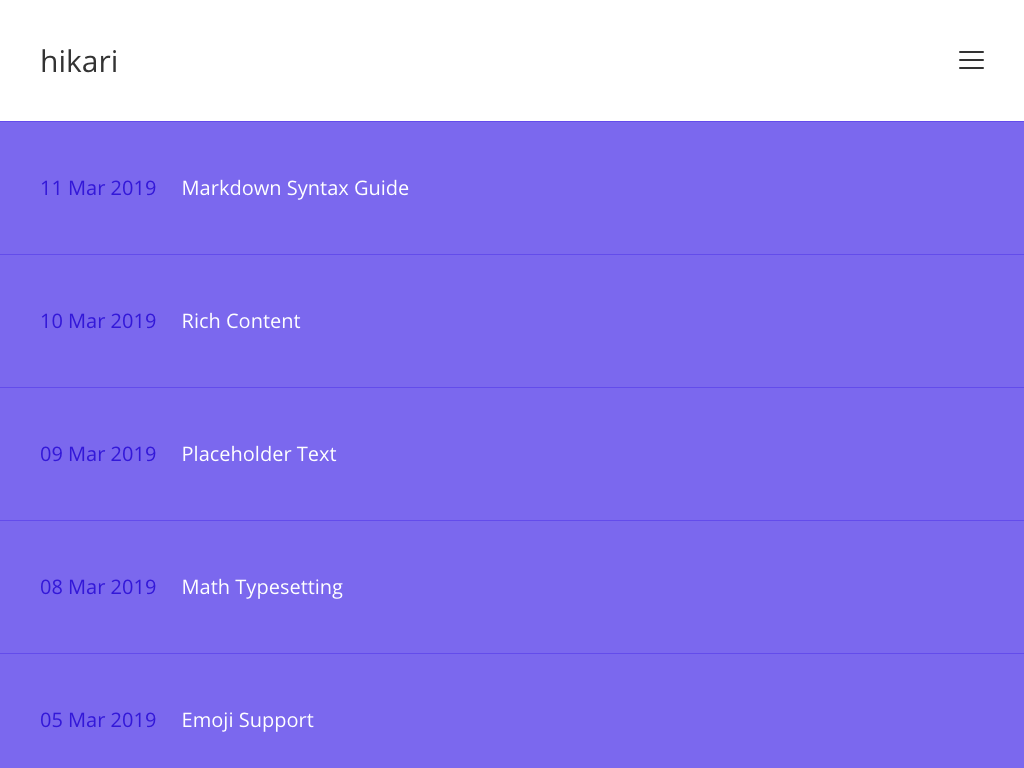 hikari
11 Mar 2019 Markdown Syntax Guide
10 Mar 2019 Rich Content
09 Mar 2019 Placeholder Text
08 Mar 2019 Math Typesetting
05 Mar 2019 Emoji Support